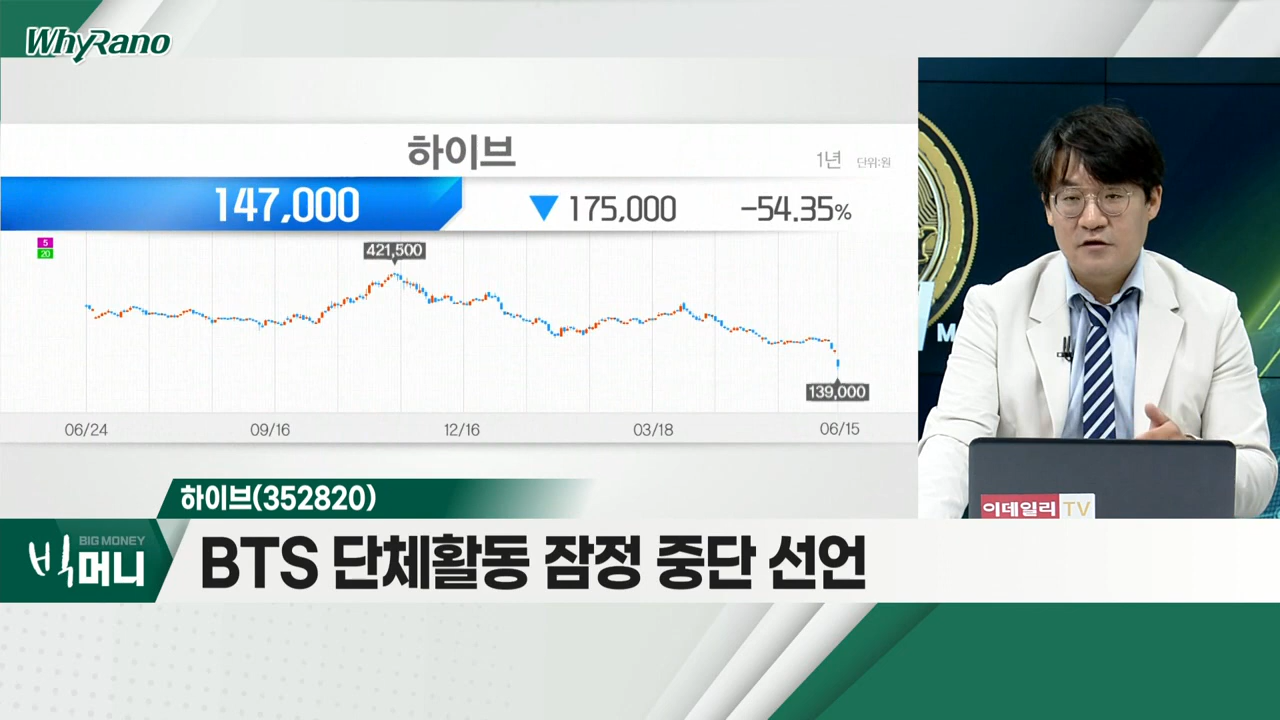 WhyRano
하이브
1년 단위:원
147,000
▼ 175,000
-54.35%
5
20
421,500
139,000
06/24 09/16 12/16 03/18 06/15
M
이데일리 TV
하이브(352820)
BIG MONEY
빅머니
BTS 단체활동 잠정 중단 선언